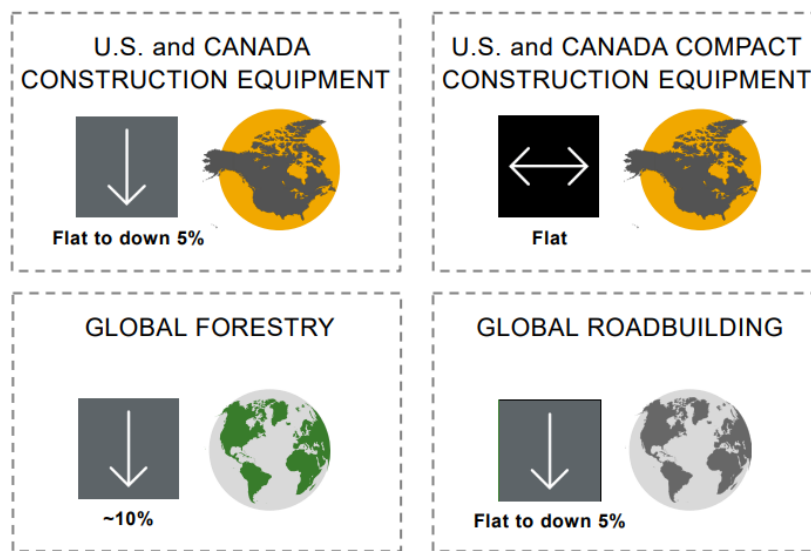 U.S. and CANADA
CONSTRUCTION EQUIPMENT
Flat to down 5%
U.S. and CANADA COMPACT
CONSTRUCTION EQUIPMENT
Flat
GLOBAL FORESTRY
~10%
GLOBAL ROADBUILDING
Flat to down 5%